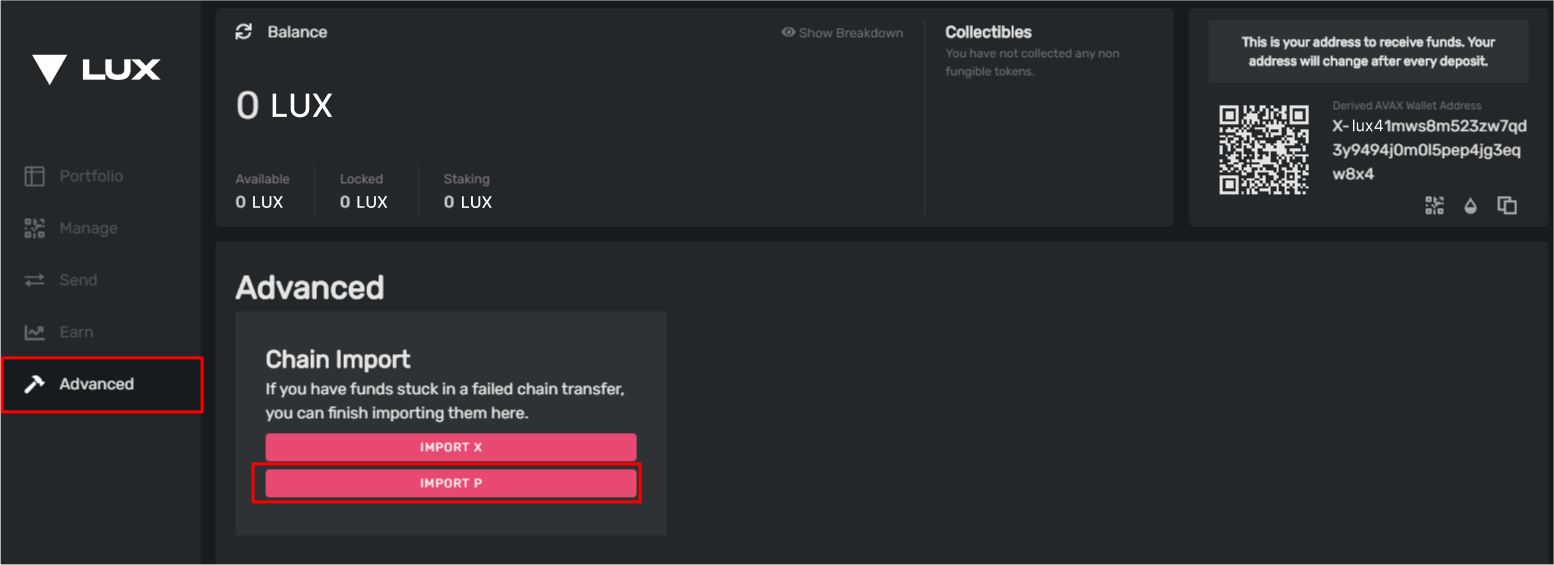 LUX
Portfolio
Manage
Send
Earn
Advanced
Balance
Show Breakdown
0 LUX
Available
Locked
Staking
0 LUX
0 LUX
0 LUX
Collectibles
You have not collected any non
fungible tokens.
This is your address to receive funds. Your
address will change after every deposit.
Derived AVAX Wallet Address
X-lux41mws8m523zw7qd
3y9494j0m0l5pep4jg3eq
w8x4
Advanced
Chain Import
If you have funds stuck in a failed chain transfer,
you can finish importing them here.
IMPORT X
IMPORT P